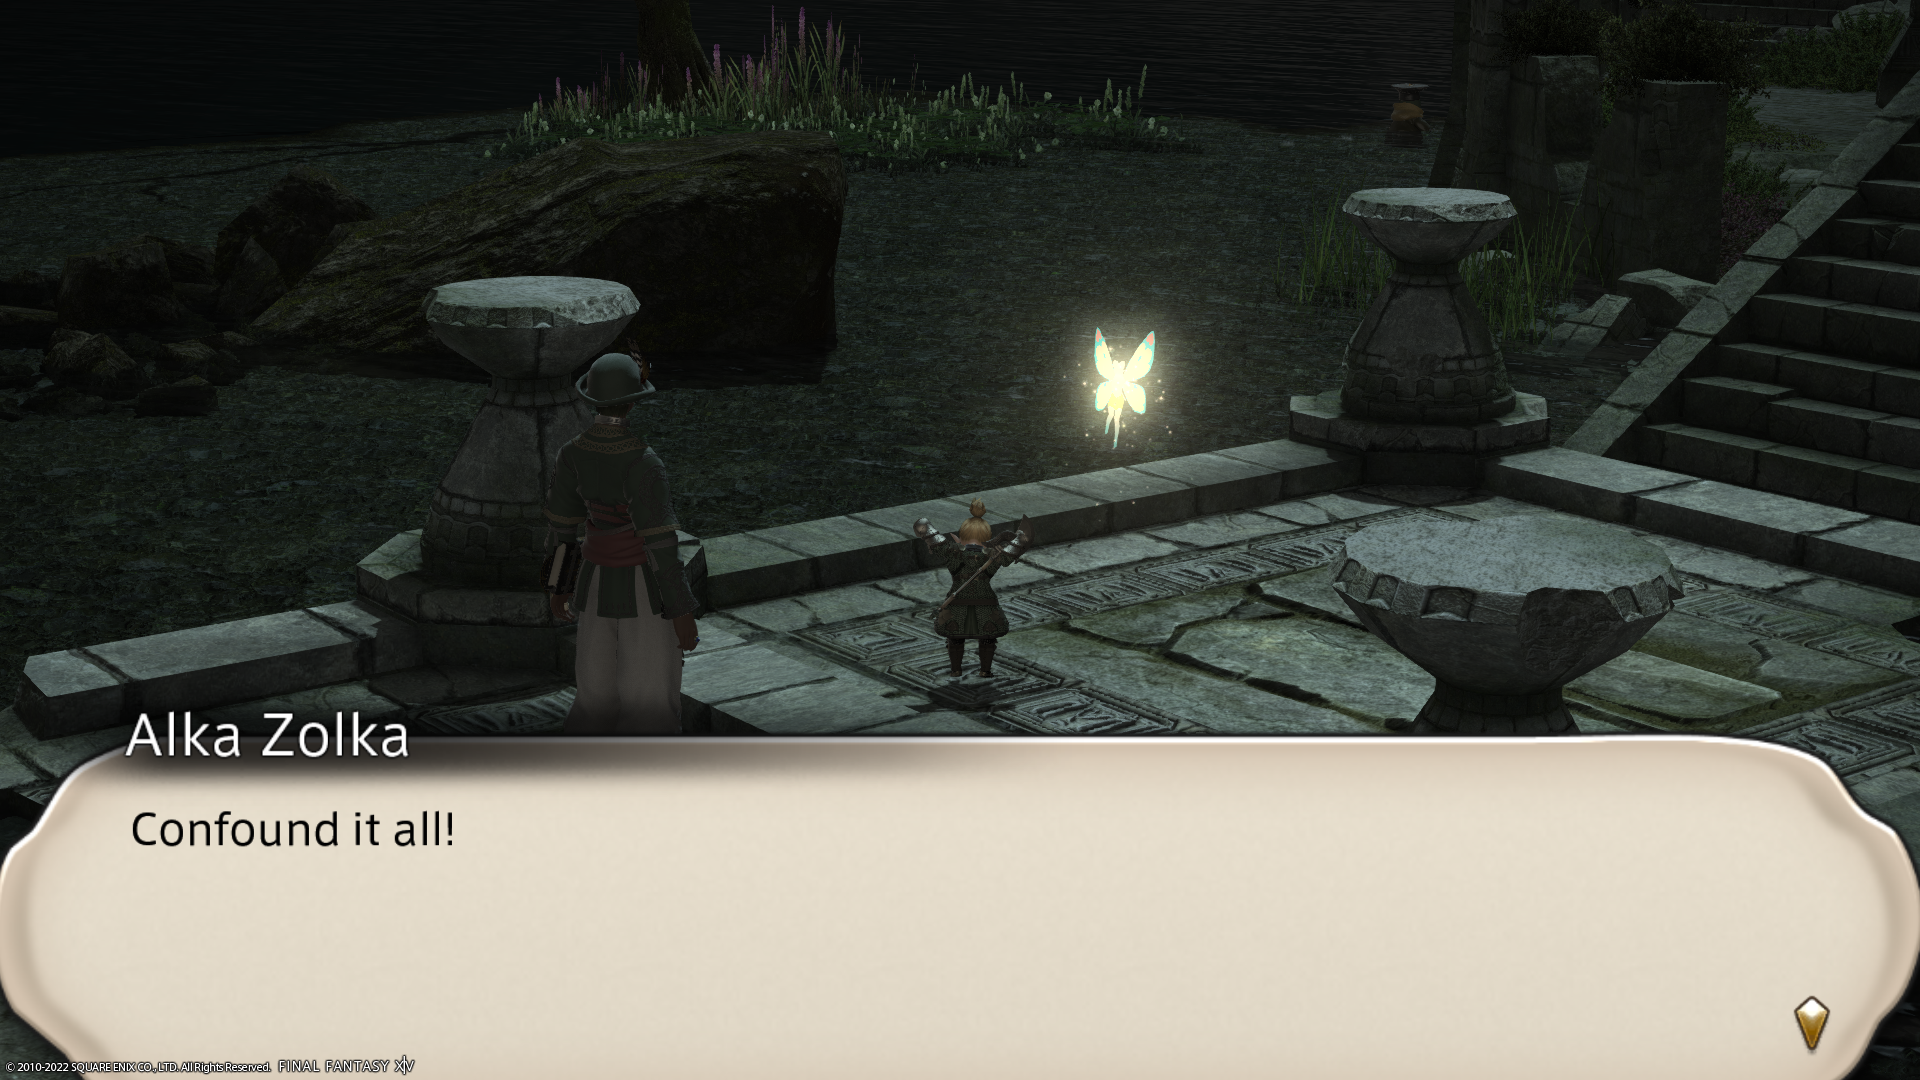 Alka Zolka
Confound it all!
© 2010-2022 SQUARE ENIX CO., LTD. All Rights Reserved. FINAL FANTASY XIV